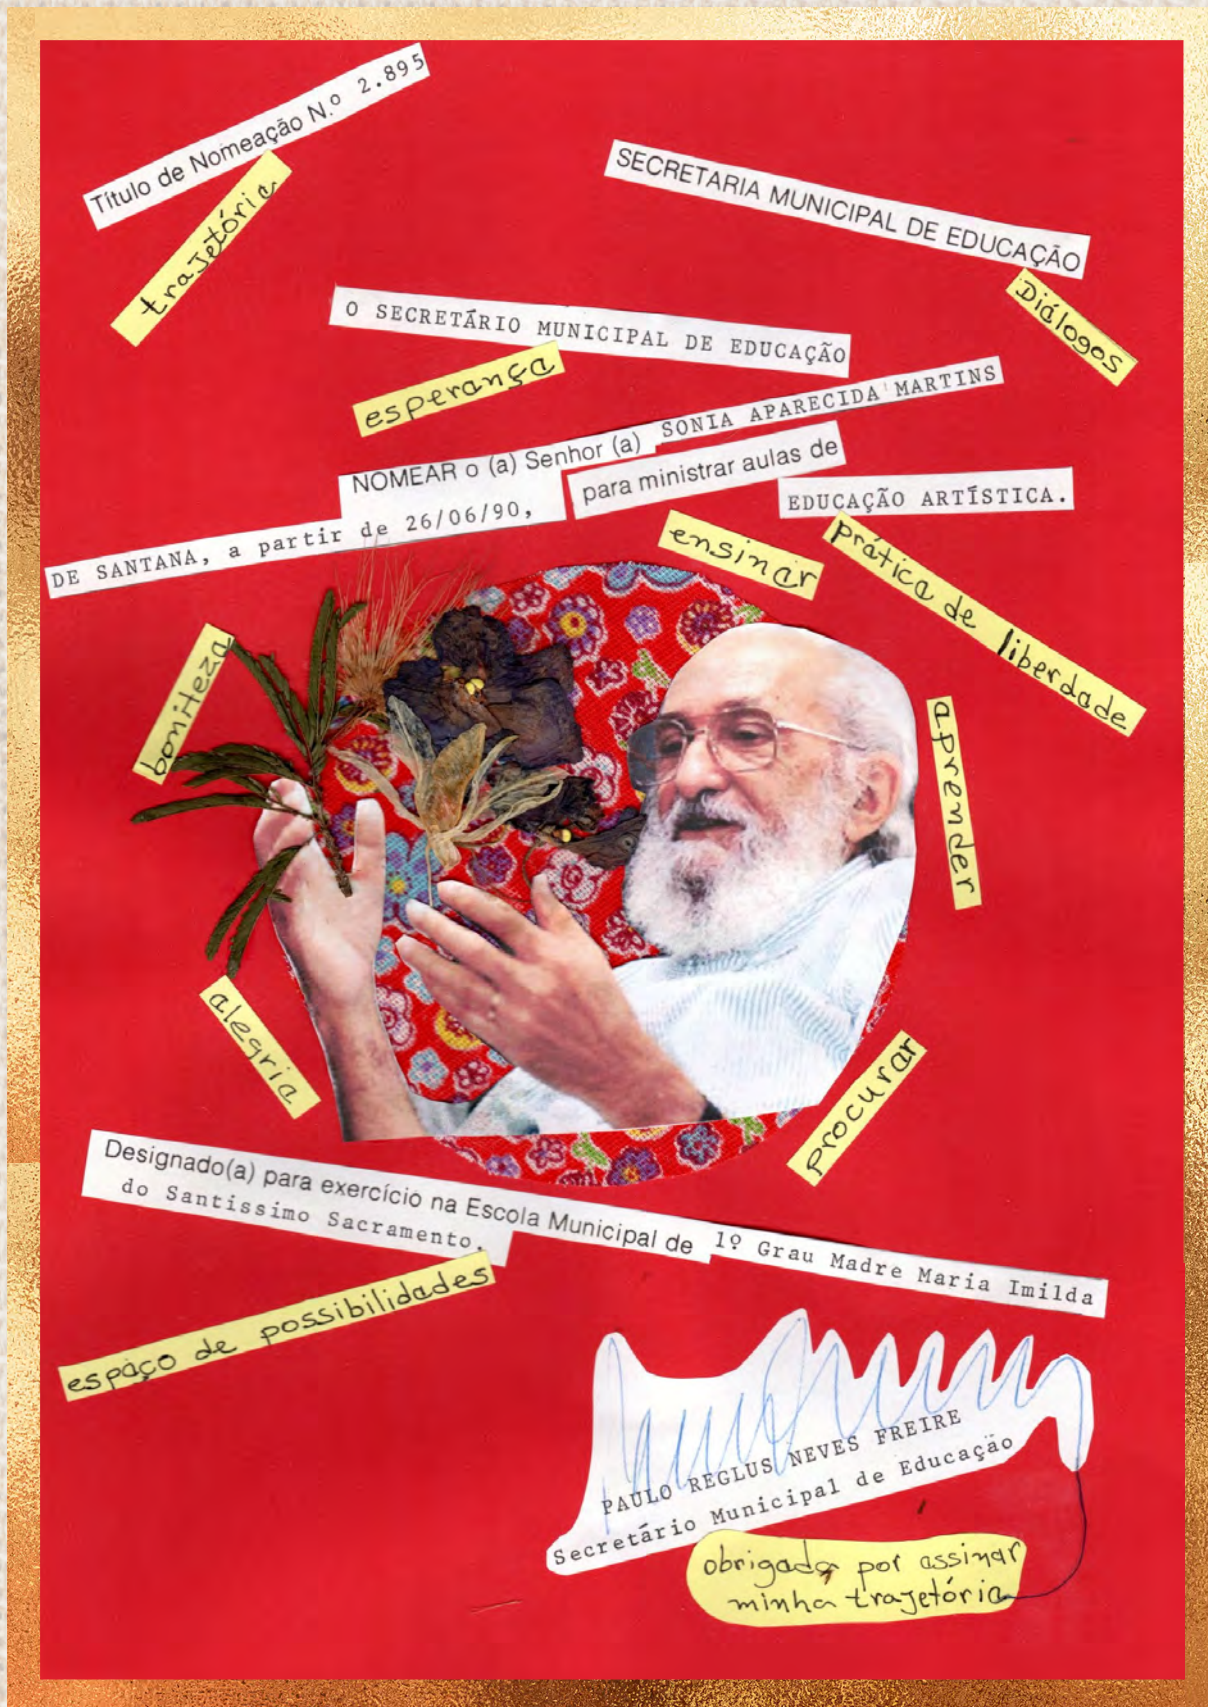 Título de Nomeação N.º 2.895
trajetória
SECRETARIA MUNICIPAL DE EDUCAÇÃO
Diálogos
O SECRETÁRIO MUNICIPAL DE EDUCAÇÃO
esperança
NOMEAR o (a) Senhor (a) SONIA APARECIDA MARTINS
DE SANTANA, a partir de 26/06/90,
para ministrar aulas de
EDUCAÇÃO ARTÍSTICA.
ensinar
prática de liberdade
boniteza
aprender
alegria
procurar
Designado(a) para exercício na Escola Municipal de 1º Grau Madre Maria Imilda
do Santissimo Sacramento.
espaço de possibilidades
PAULO REGLUS NEVES FREIRE
Secretário Municipal de Educação
obrigada por assinar
minha trajetória